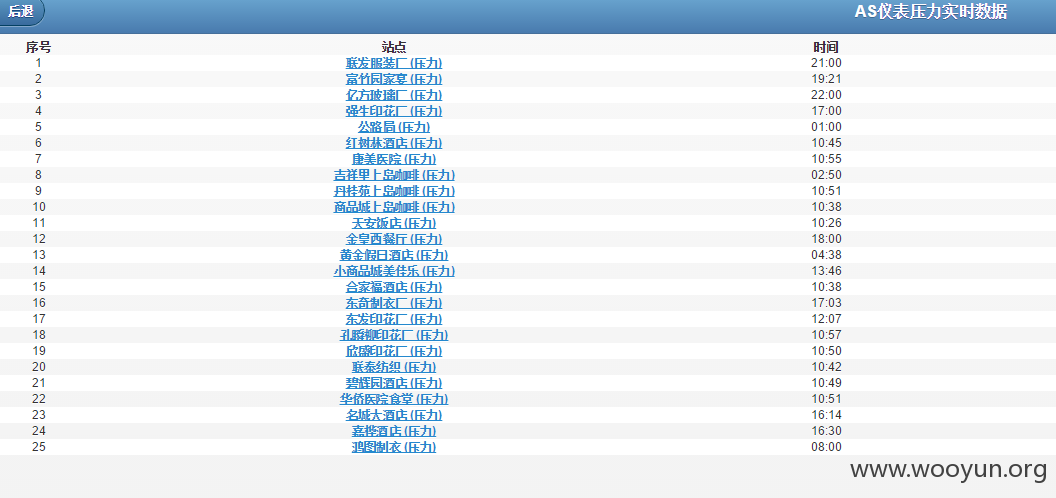 后退 AS仪表压力实时数据
序号 站点 时间
1 联发服装厂 (压力) 21:00
2 富竹园家宴 (压力) 19:21
3 亿方玻璃厂 (压力) 22:00
4 强生印花厂 (压力) 17:00
5 公路局 (压力) 01:00
6 红树林酒店 (压力) 10:45
7 康美医院 (压力) 10:55
8 吉祥里上岛咖啡 (压力) 02:50
9 丹桂苑上岛咖啡 (压力) 10:51
10 商品城上岛咖啡 (压力) 10:38
11 天安饭店 (压力) 10:26
12 金皇西餐厅 (压力) 18:00
13 黄金假日酒店 (压力) 04:38
14 小商品城美佳乐 (压力) 13:46
15 合家福酒店 (压力) 10:38
16 东奇制衣厂 (压力) 17:03
17 东发印花厂 (压力) 12:07
18 孔雀柳印花厂 (压力) 10:57
19 欣盛印花厂 (压力) 10:50
20 联泰纺织 (压力) 10:42
21 碧辉园酒店 (压力) 10:49
22 华侨医院食堂 (压力) 10:51
23 名城大酒店 (压力) 16:14
24 嘉桦酒店 (压力) 16:30
25 鸿图制衣 (压力) 08:00
www.wooyun.org